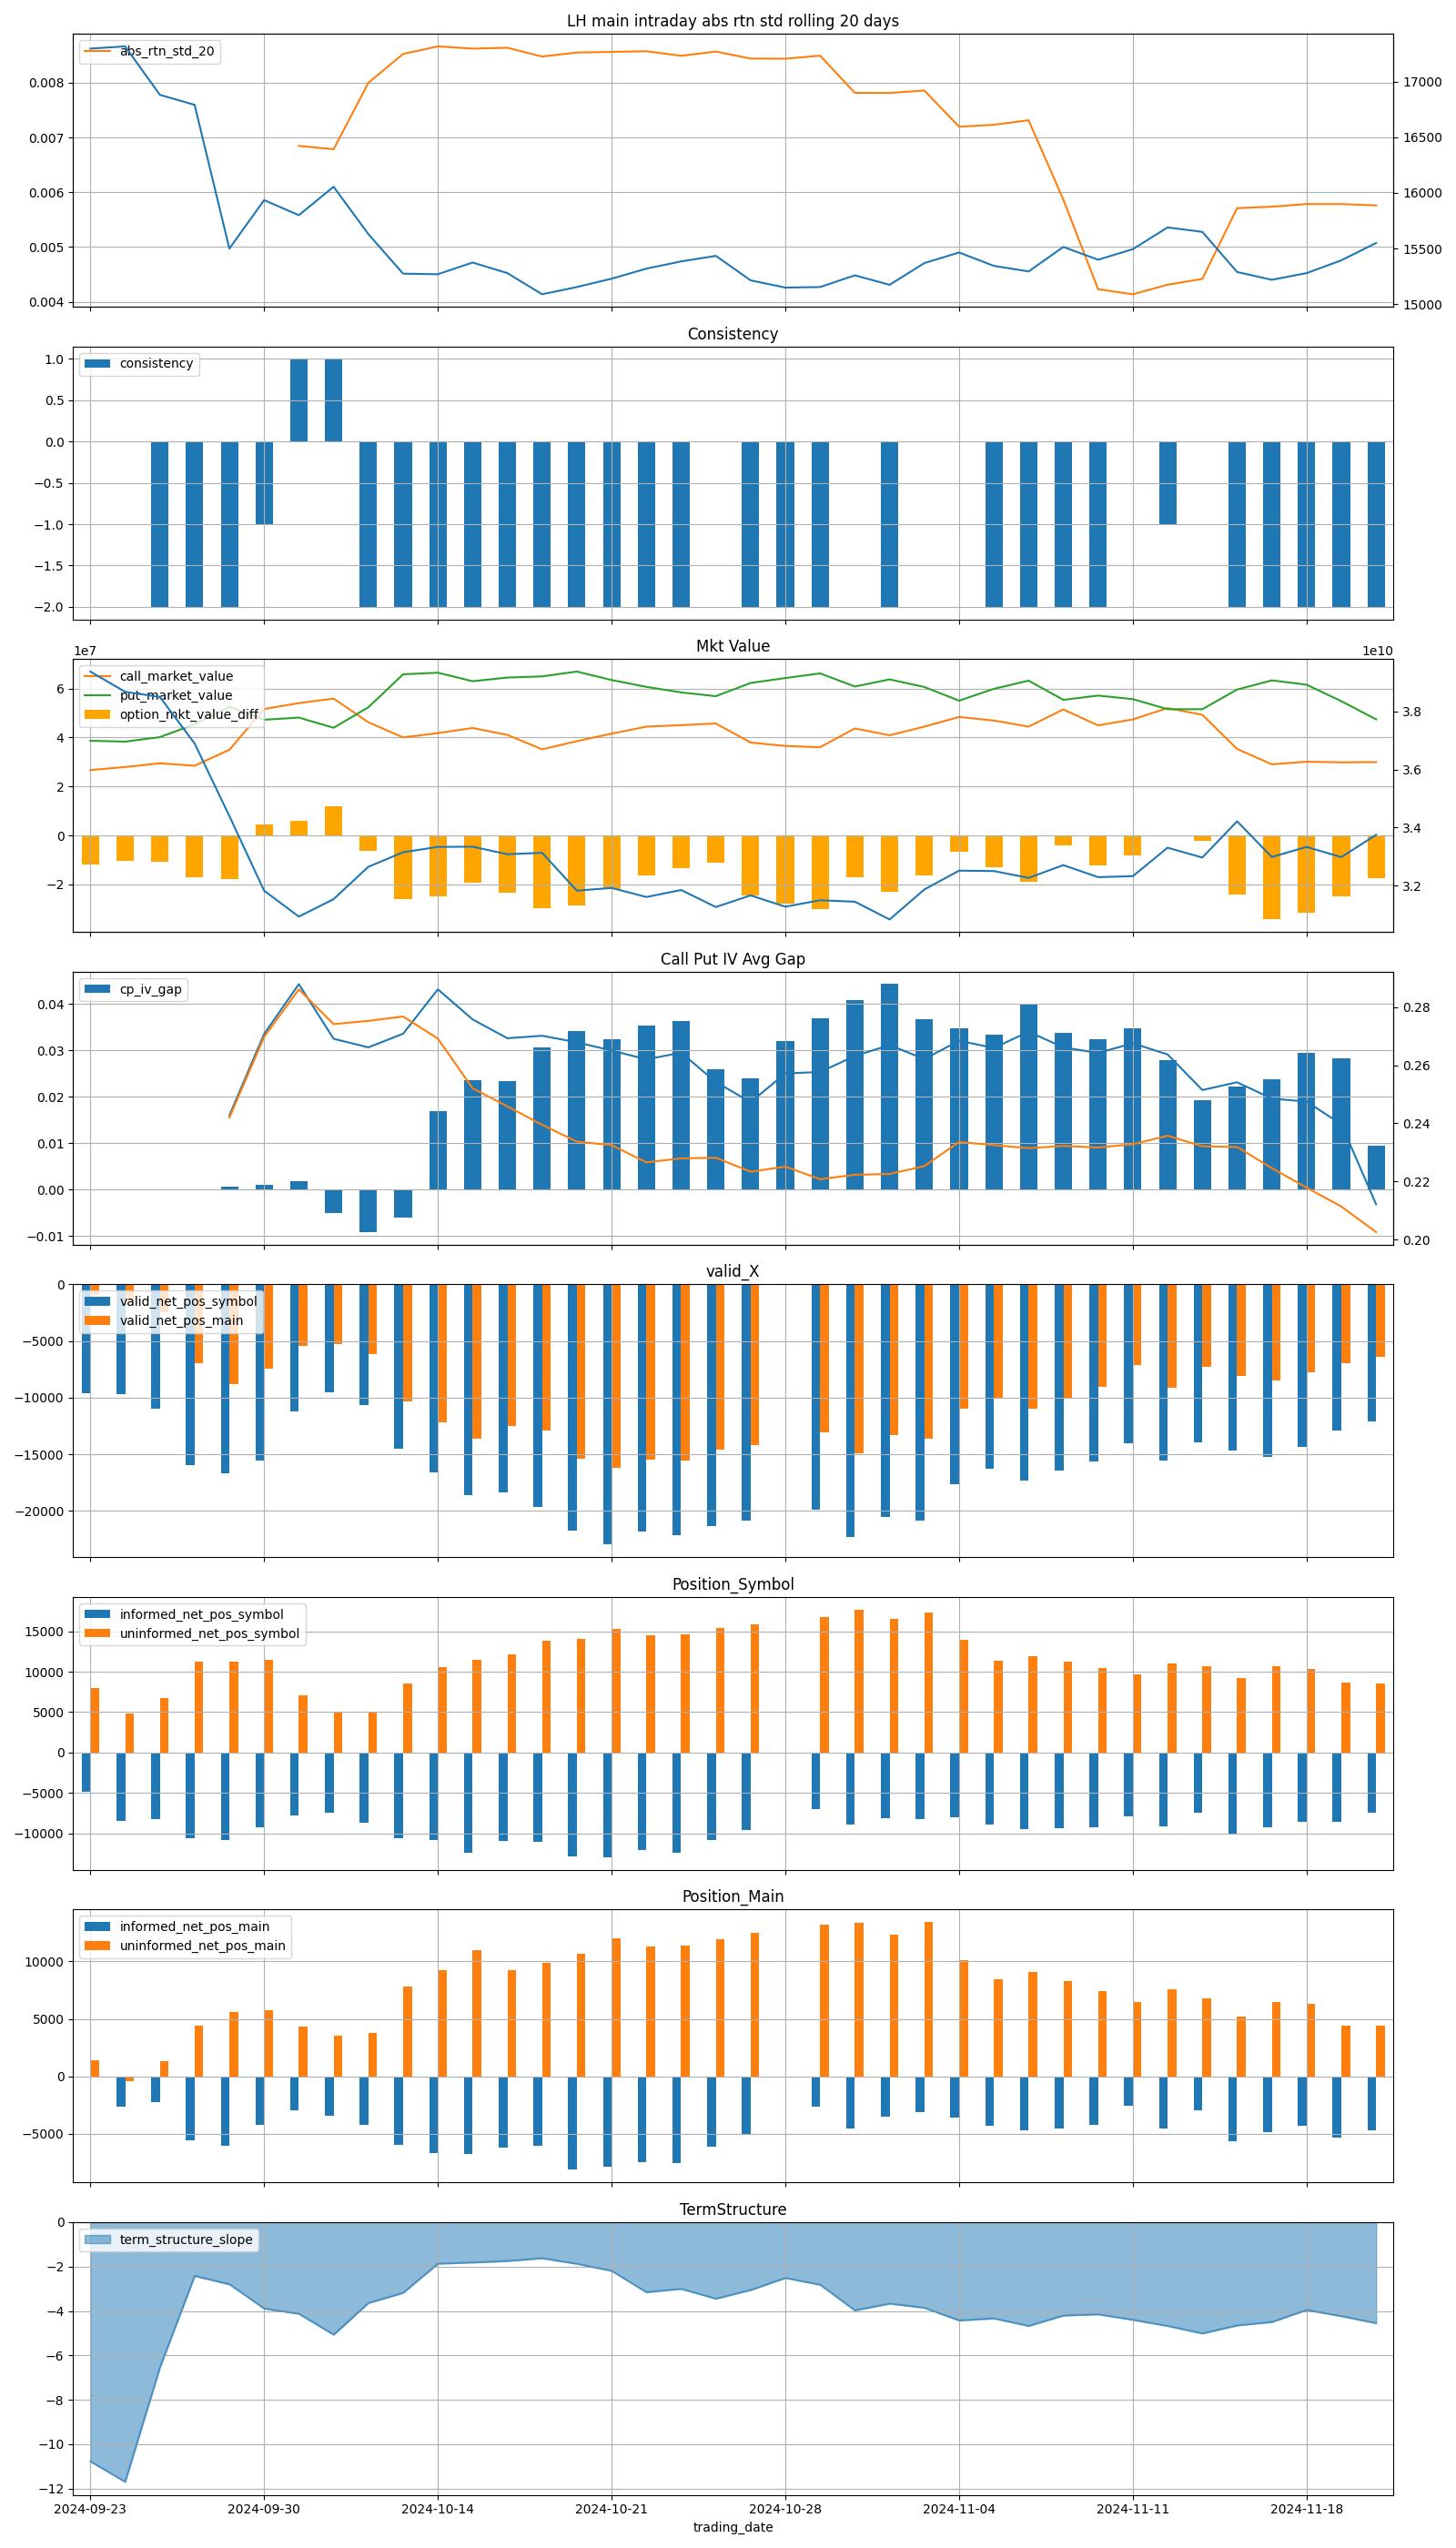 LH main intraday abs rtn std rolling 20 days
abs_rtn_std_20
0.008
0.007
0.006
0.005
0.004
17000
16500
16000
15500
15000
Consistency
consistency
1.0
0.5
0.0
−0.5
−1.0
−1.5
−2.0
Mkt Value
1e7
1e10
call_market_value
put_market_value
option_mkt_value_diff
6
4
2
0
−2
3.8
3.6
3.4
3.2
Call Put IV Avg Gap
cp_iv_gap
0.04
0.03
0.02
0.01
0.00
−0.01
0.28
0.26
0.24
0.22
0.20
valid_X
valid_net_pos_symbol
valid_net_pos_main
0
−5000
−10000
−15000
−20000
Position_Symbol
informed_net_pos_symbol
uninformed_net_pos_symbol
15000
10000
5000
0
−5000
−10000
Position_Main
informed_net_pos_main
uninformed_net_pos_main
10000
5000
0
−5000
TermStructure
term_structure_slope
0
−2
−4
−6
−8
−10
−12
2024-09-23 2024-09-30 2024-10-14 2024-10-21 2024-10-28 2024-11-04 2024-11-11 2024-11-18
trading_date